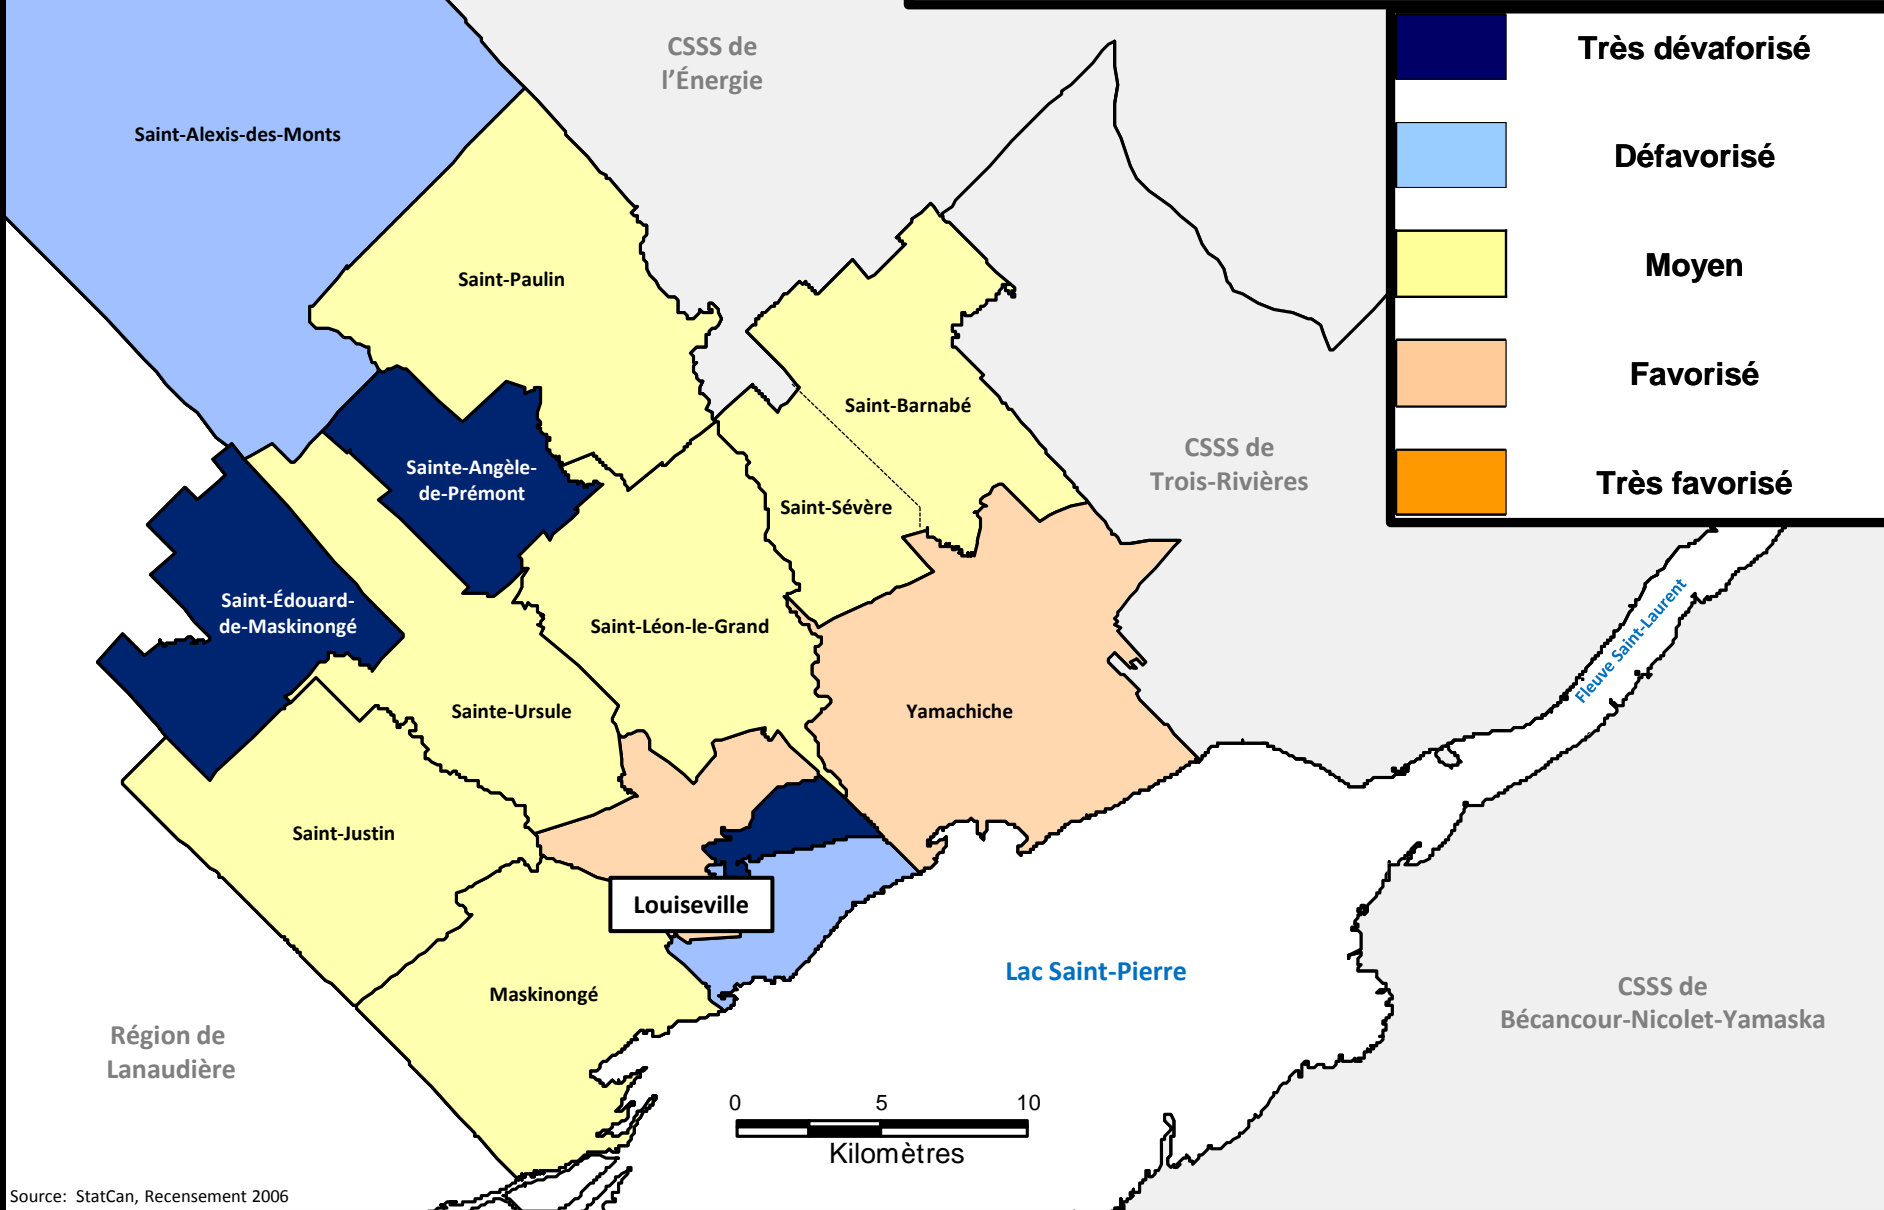 CSSS de
l'Énergie
Très dévaforisé
Défavorisé
Moyen
Favorisé
Très favorisé
Saint-Alexis-des-Monts
Saint-Paulin
Saint-Barnabé
CSSS de
Trois-Rivières
Sainte-Angèle-
de-Prémont
Saint-Sévère
Saint-Édouard-
de-Maskinongé
Saint-Léon-le-Grand
Fleuve Saint-Laurent
Sainte-Ursule
Yamachiche
Saint-Justin
Louiseville
Lac Saint-Pierre
Maskinongé
CSSS de
Bécancour-Nicolet-Yamaska
Région de
Lanaudière
0 5 10
Kilomètres
Source: StatCan, Recensement 2006